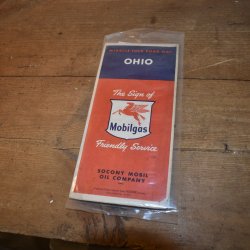 OHIO
The Sign of
Mobilgas
Friendly Service
SOCONY MOBIL
OIL COMPANY